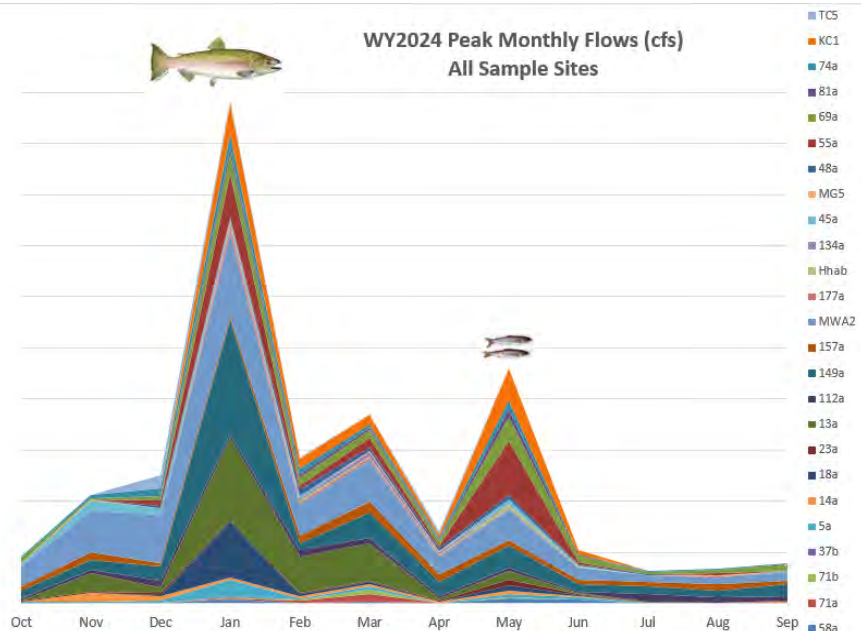 WY2024 Peak Monthly Flows (cfs)
All Sample Sites
TC5
KC1
74a
81a
69a
55a
48a
MG5
45a
134a
Hhab
177a
MWA2
157a
149a
112a
13a
23a
18a
14a
5a
37b
71b
71a
58a
Oct Nov Dec Jan Feb Mar Apr May Jun Jul Aug Sep